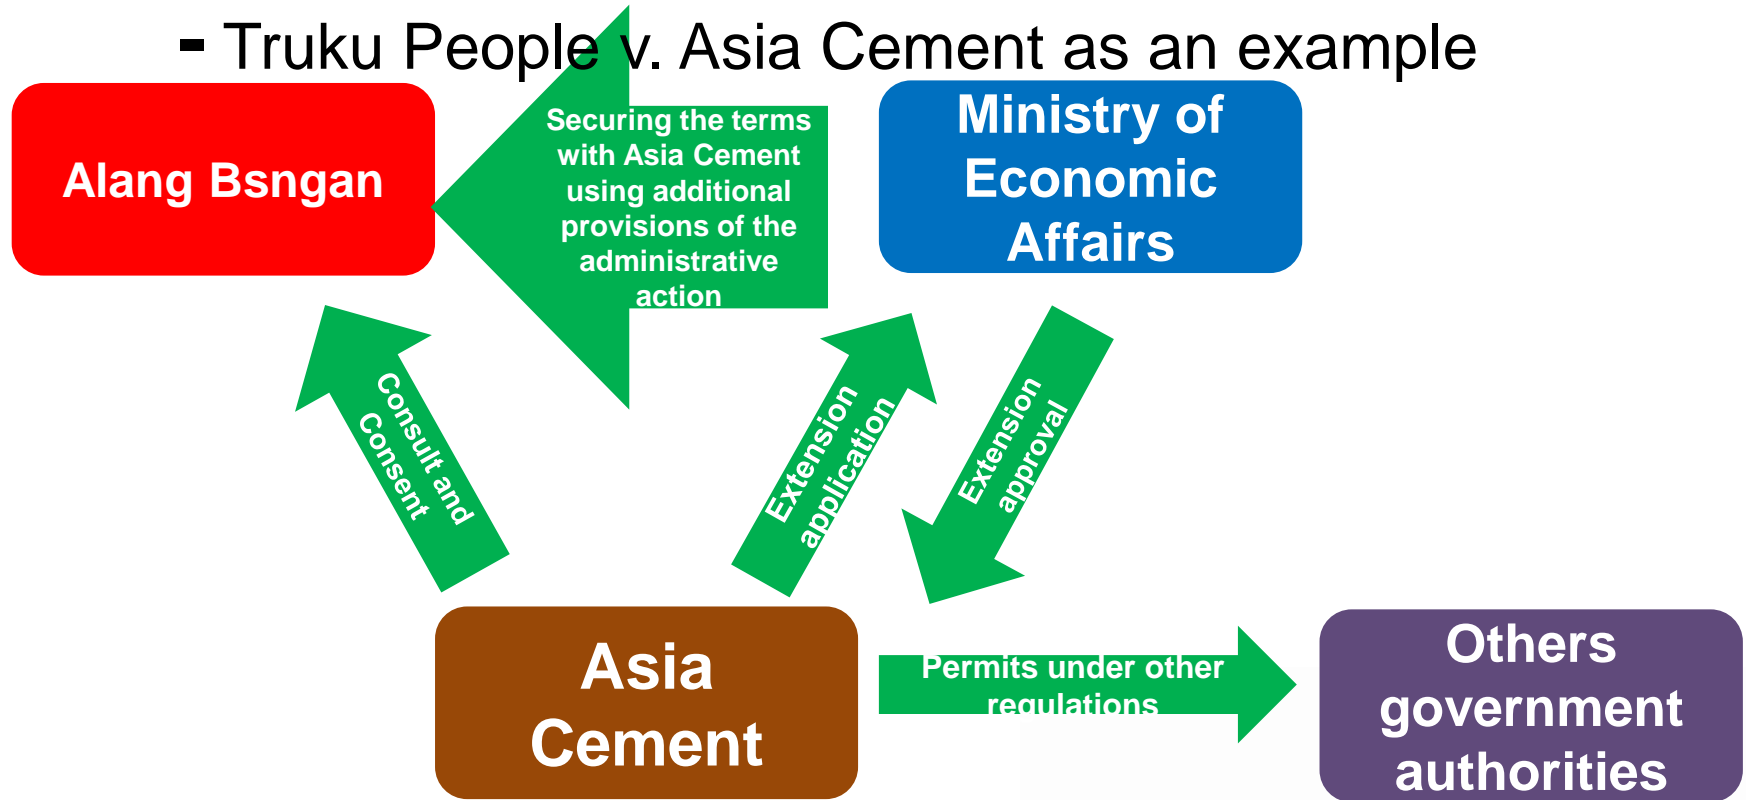 - Truku People v. Asia Cement as an example
Alang Bsngan
Securing the terms
with Asia Cement
using additional
provisions of the
administrative
action
Ministry of
Economic
Affairs
Consult and
Consent
Extension
application
Extension
approval
Asia
Cement
Permits under other
regulations
Others
government
authorities